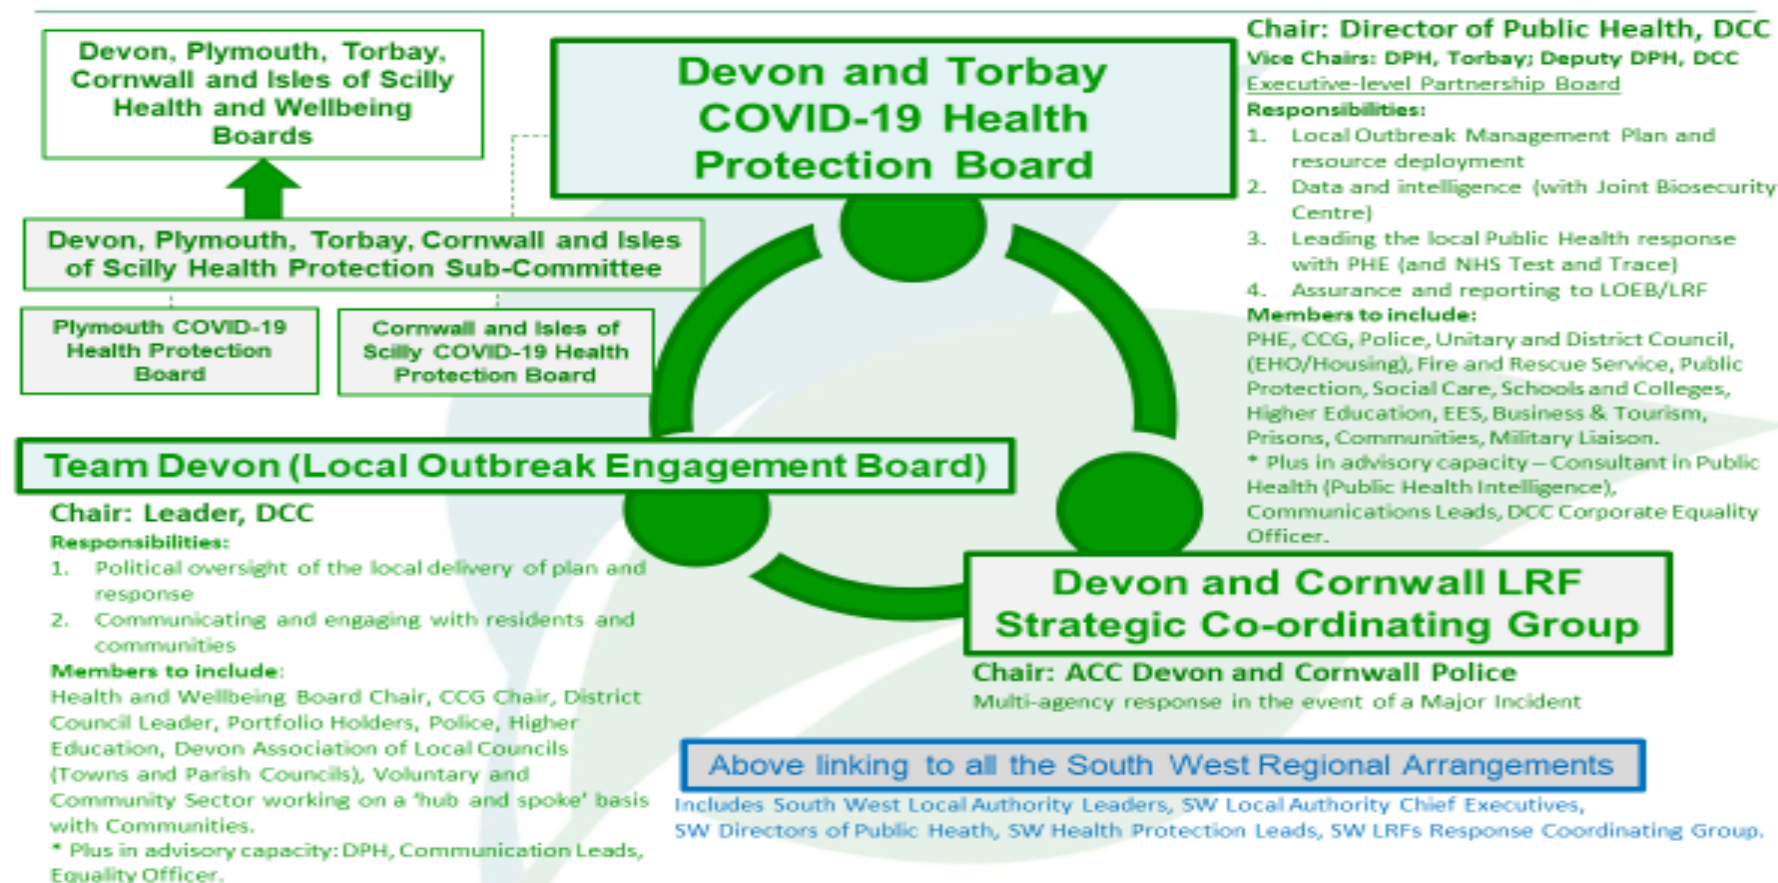 Devon, Plymouth, Torbay,
Cornwall and Isles of Scilly
Health and Wellbeing
Boards
Devon, Plymouth, Torbay, Cornwall and Isles
of Scilly Health Protection Sub-Committee
Plymouth COVID-19
Health Protection
Board
Cornwall and Isles of
Scilly COVID-19 Health
Protection Board
Devon and Torbay
COVID-19 Health
Protection Board
Chair: Director of Public Health, DCC
Vice Chairs: DPH, Torbay; Deputy DPH, DCC
Executive-level Partnership Board
Responsibilities:
1. Local Outbreak Management Plan and
resource deployment
2. Data and intelligence (with Joint Biosecurity
Centre)
3. Leading the local Public Health response
with PHE (and NHS Test and Trace)
4. Assurance and reporting to LOEB/LRF
Members to include:
PHE, CCG, Police, Unitary and District Council,
(EHO/Housing), Fire and Rescue Service, Public
Protection, Social Care, Schools and Colleges,
Higher Education, EES, Business & Tourism,
Prisons, Communities, Military Liaison.
* Plus in advisory capacity – Consultant in Public
Health (Public Health Intelligence),
Communications Leads, DCC Corporate Equality
Officer.
Team Devon (Local Outbreak Engagement Board)
Chair: Leader, DCC
Responsibilities:
1. Political oversight of the local delivery of plan and
response
2. Communicating and engaging with residents and
communities
Members to include:
Health and Wellbeing Board Chair, CCG Chair, District
Council Leader, Portfolio Holders, Police, Higher
Education, Devon Association of Local Councils
(Towns and Parish Councils), Voluntary and
Community Sector working on a 'hub and spoke' basis
with Communities.
* Plus in advisory capacity: DPH, Communication Leads,
Equality Officer.
Devon and Cornwall LRF
Strategic Co-ordinating Group
Chair: ACC Devon and Cornwall Police
Multi-agency response in the event of a Major Incident
Above linking to all the South West Regional Arrangements
Includes South West Local Authority Leaders, SW Local Authority Chief Executives,
SW Directors of Public Heath, SW Health Protection Leads, SW LRFs Response Coordinating Group.